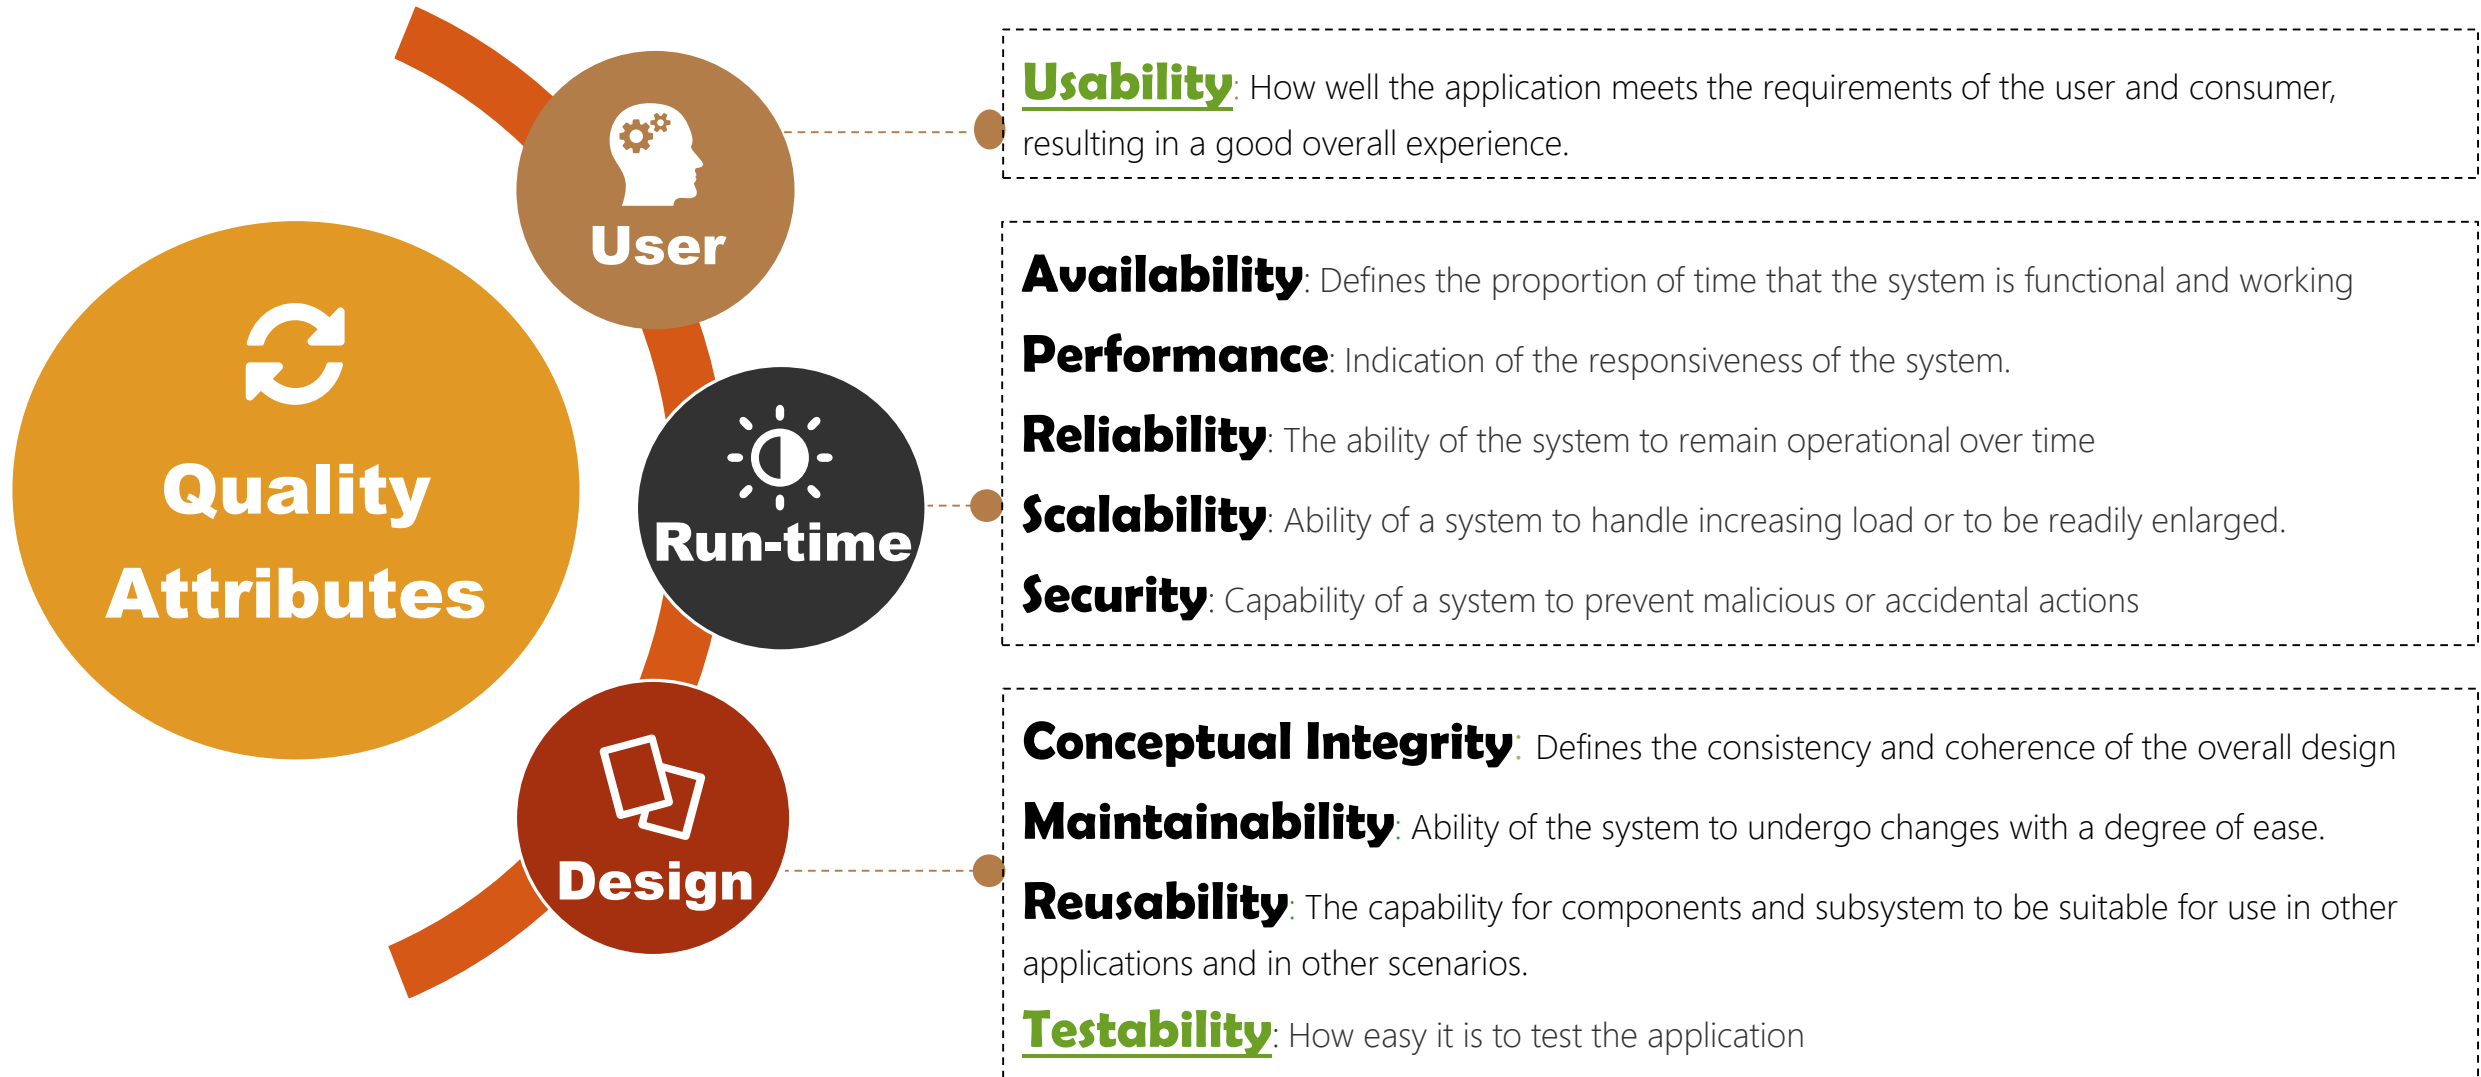 Quality
Attributes
User
Usability: How well the application meets the requirements of the user and consumer,
resulting in a good overall experience.
Run-time
Availability: Defines the proportion of time that the system is functional and working
Performance: Indication of the responsiveness of the system.
Reliability: The ability of the system to remain operational over time
Scalability: Ability of a system to handle increasing load or to be readily enlarged.
Security: Capability of a system to prevent malicious or accidental actions
Design
Conceptual Integrity: Defines the consistency and coherence of the overall design
Maintainability: Ability of the system to undergo changes with a degree of ease.
Reusability: The capability for components and subsystem to be suitable for use in other
applications and in other scenarios.
Testability: How easy it is to test the application